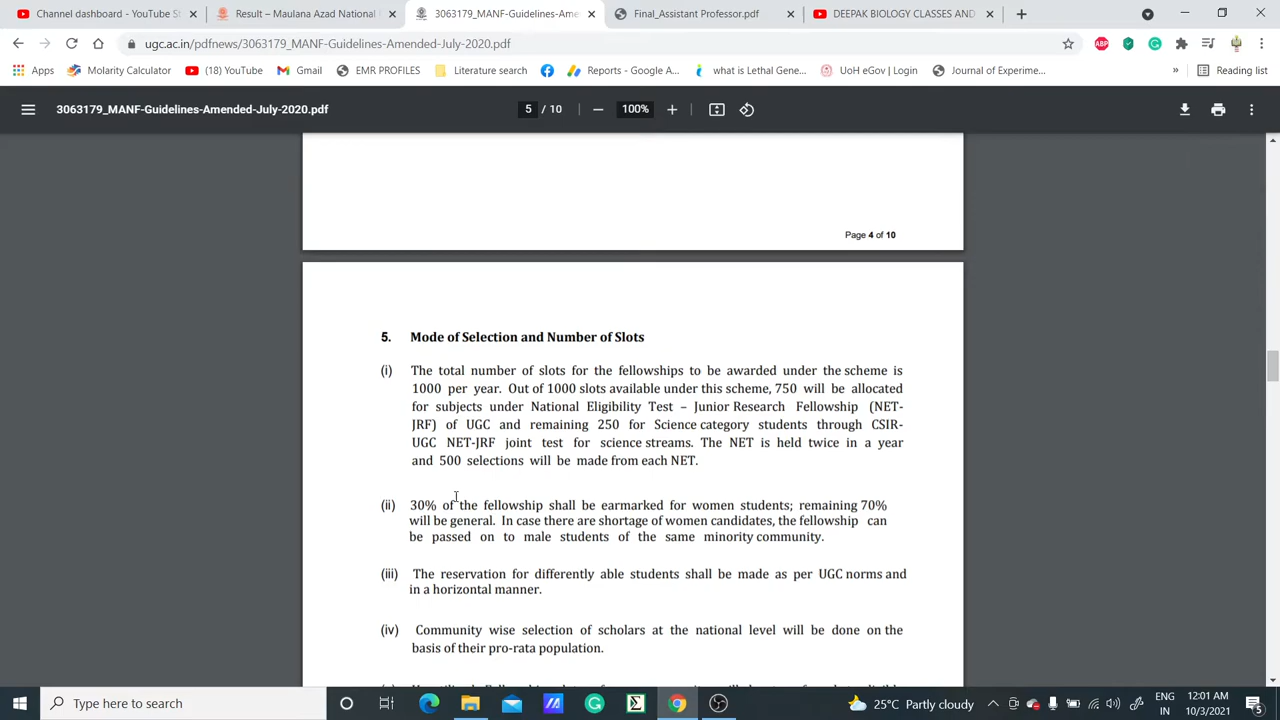 Channel dashboard - YouTube St
Result – Maulana Azad National F
3063179_MANF-Guidelines-Amen
Final_Assistant Professor.pdf
DEEPAK BIOLOGY CLASSES AND
ugc.ac.in/pdfnews/3063179_MANF-Guidelines-Amended-July-2020.pdf
ABP
Apps
Molarity Calculator
(18) YouTube
Gmail
EMR PROFILES
Literature search
Reports - Google A...
what is Lethal Gene...
UoH eGov | Login
Journal of Experime...
»
Reading list
3063179_MANF-Guidelines-Amended-July-2020.pdf
5 / 10
100%
Page 4 of 10
5. Mode of Selection and Number of Slots
(i) The total number of slots for the fellowships to be awarded under the scheme is
1000 per year. Out of 1000 slots available under this scheme, 750 will be allocated
for subjects under National Eligibility Test – Junior Research Fellowship (NET-
JRF) of UGC and remaining 250 for Science category students through CSIR-
UGC NET-JRF joint test for science streams. The NET is held twice in a year
and 500 selections will be made from each NET.
(ii) 30% of the fellowship shall be earmarked for women students; remaining 70%
will be general. In case there are shortage of women candidates, the fellowship can
be passed on to male students of the same minority community.
(iii) The reservation for differently able students shall be made as per UGC norms and
in a horizontal manner.
(iv) Community wise selection of scholars at the national level will be done on the
basis of their pro-rata population.
Type here to search
25°C Partly cloudy
ENG
IN
12:01 AM
10/3/2021
5